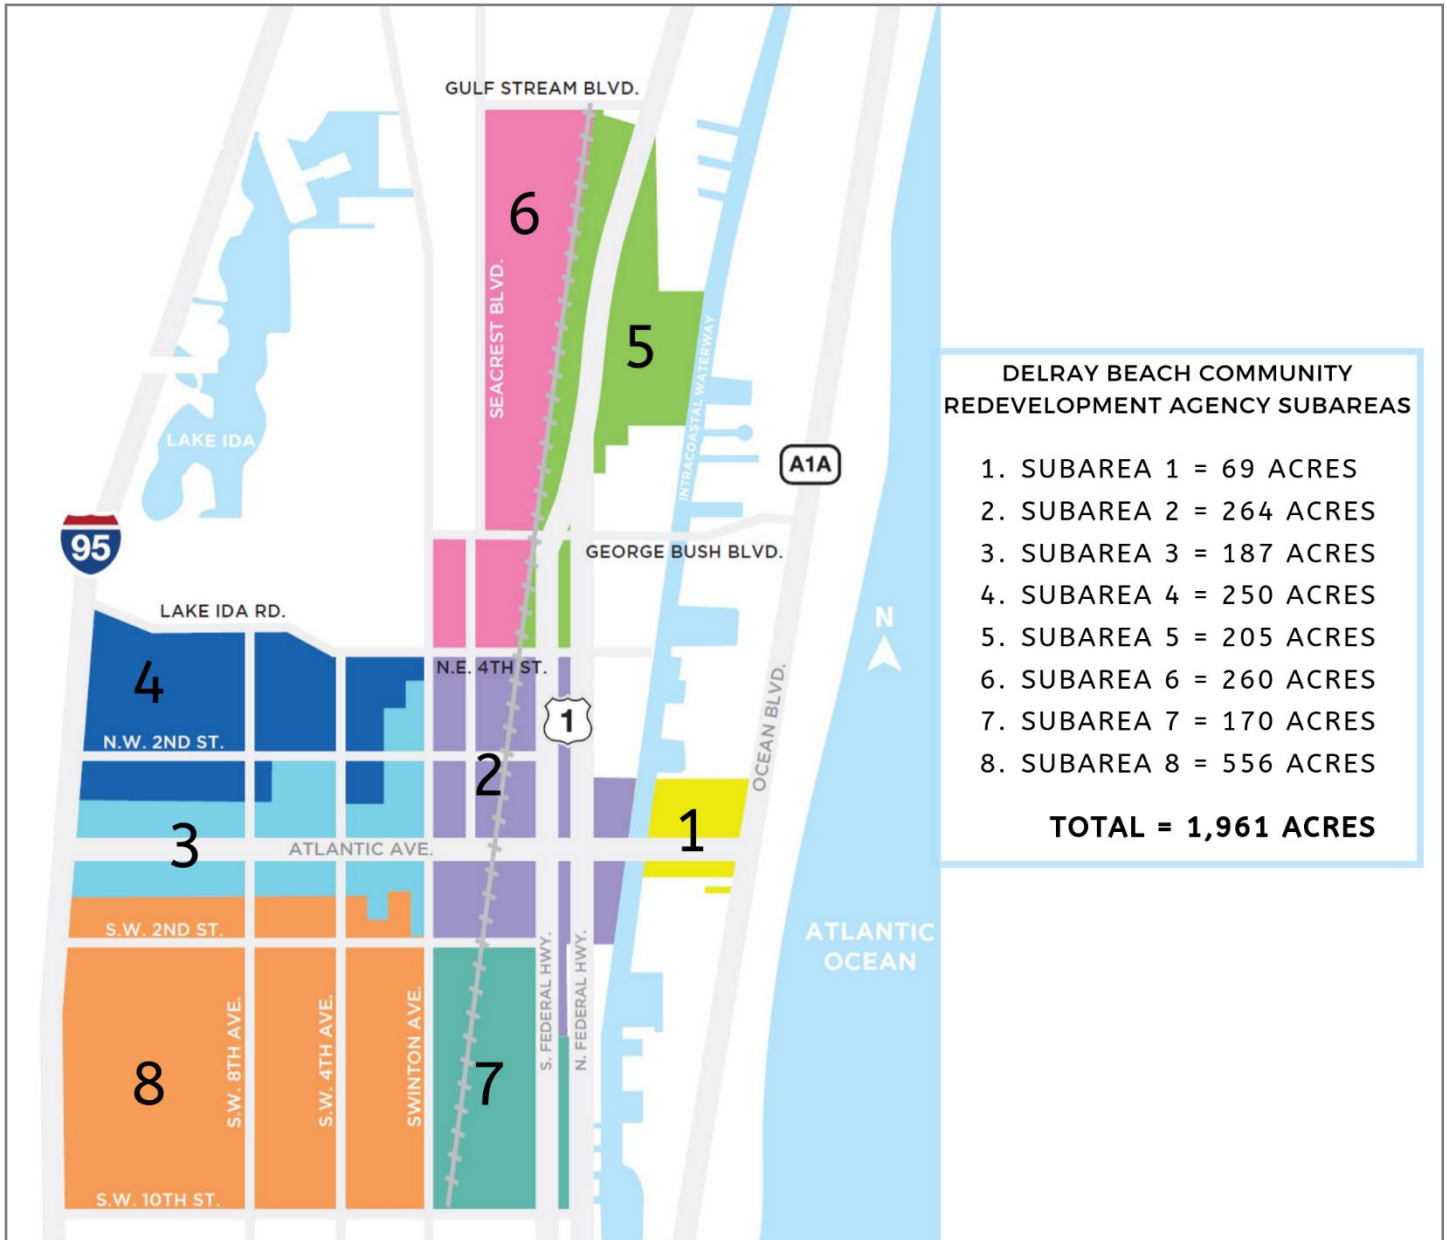 GULF STREAM BLVD.
6
SEACREST BLVD.
5
INTRACOASTAL WATERWAY
DELRAY BEACH COMMUNITY
REDEVELOPMENT AGENCY SUBAREAS
1. SUBAREA 1 = 69 ACRES
2. SUBAREA 2 = 264 ACRES
3. SUBAREA 3 = 187 ACRES
4. SUBAREA 4 = 250 ACRES
5. SUBAREA 5 = 205 ACRES
6. SUBAREA 6 = 260 ACRES
7. SUBAREA 7 = 170 ACRES
8. SUBAREA 8 = 556 ACRES
TOTAL = 1,961 ACRES
LAKE IDA
A1A
95
GEORGE BUSH BLVD.
LAKE IDA RD.
N
4
N.E. 4TH ST.
1
N.W. 2ND ST.
2
OCEAN BLVD.
3
1
ATLANTIC AVE.
S.W. 2ND ST.
ATLANTIC
OCEAN
S.W. 8TH AVE.
S.W. 4TH AVE.
SWINTON AVE.
S. FEDERAL HWY.
N. FEDERAL HWY.
8
7
S.W. 10TH ST.